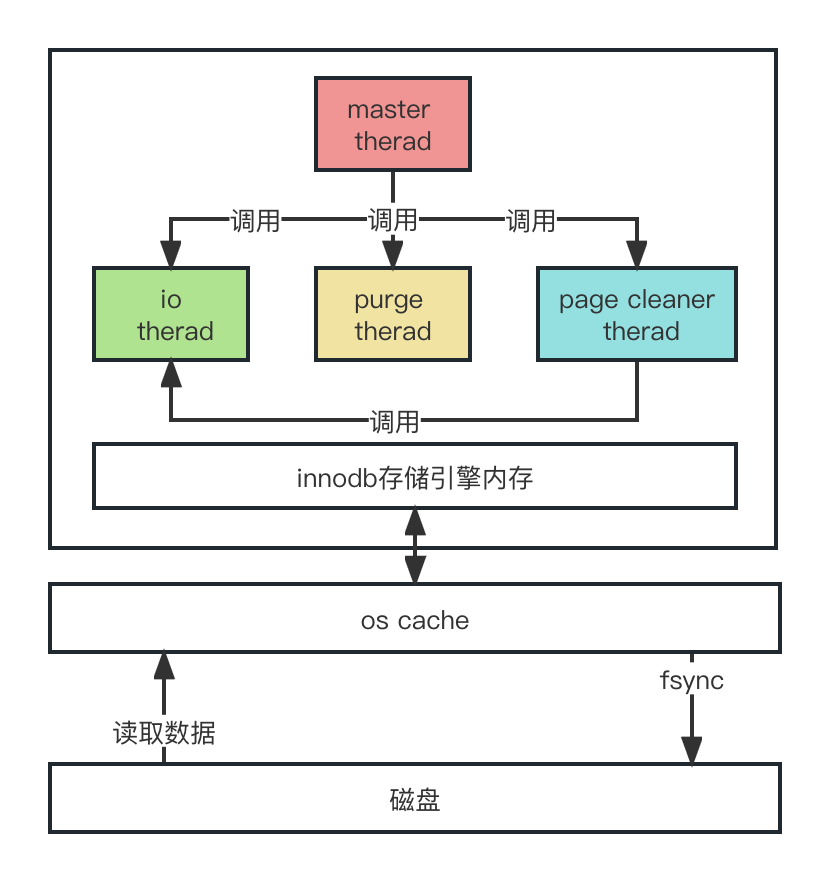 master
therad
调用
调用
调用
io
therad
purge
therad
page cleaner
therad
调用
innodb存储引擎内存
os cache
fsync
读取数据
磁盘